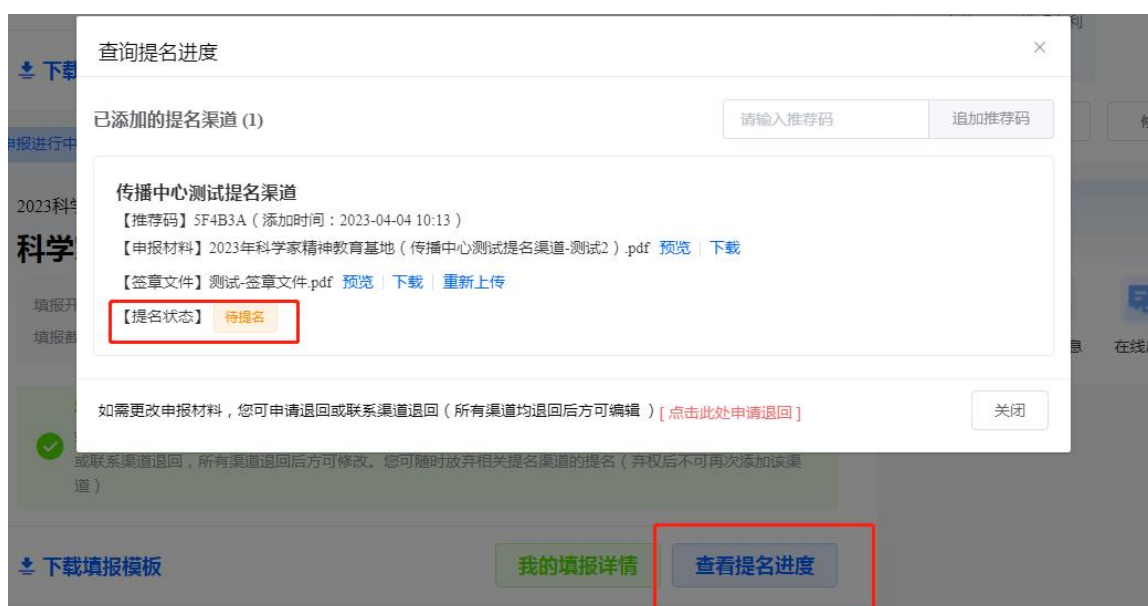 利
查询提名进度
下载
已添加的提名渠道 (1)
请输入推荐码
追加推荐码
申报进行中
传播中心测试提名渠道
2023科学
【推荐码】5F4B3A（添加时间：2023-04-04 10:13）
科学
【申报材料】2023年科学家精神教育基地（传播中心测试提名渠道-测试2）.pdf 预览 下载
【签章文件】测试-签章文件.pdf 预览 下载 重新上传
填报开
【提名状态】 待提名
填报截
息
在线
如需更改申报材料，您可申请退回或联系渠道退回（所有渠道均退回后方可编辑）[ 点击此处申请退回 ]
关闭
或联系渠道退回，所有渠道退回后方可修改。您可随时放弃相关提名渠道的提名（弃权后不可再次添加该渠
道）
下载填报模板
我的填报详情
查看提名进度